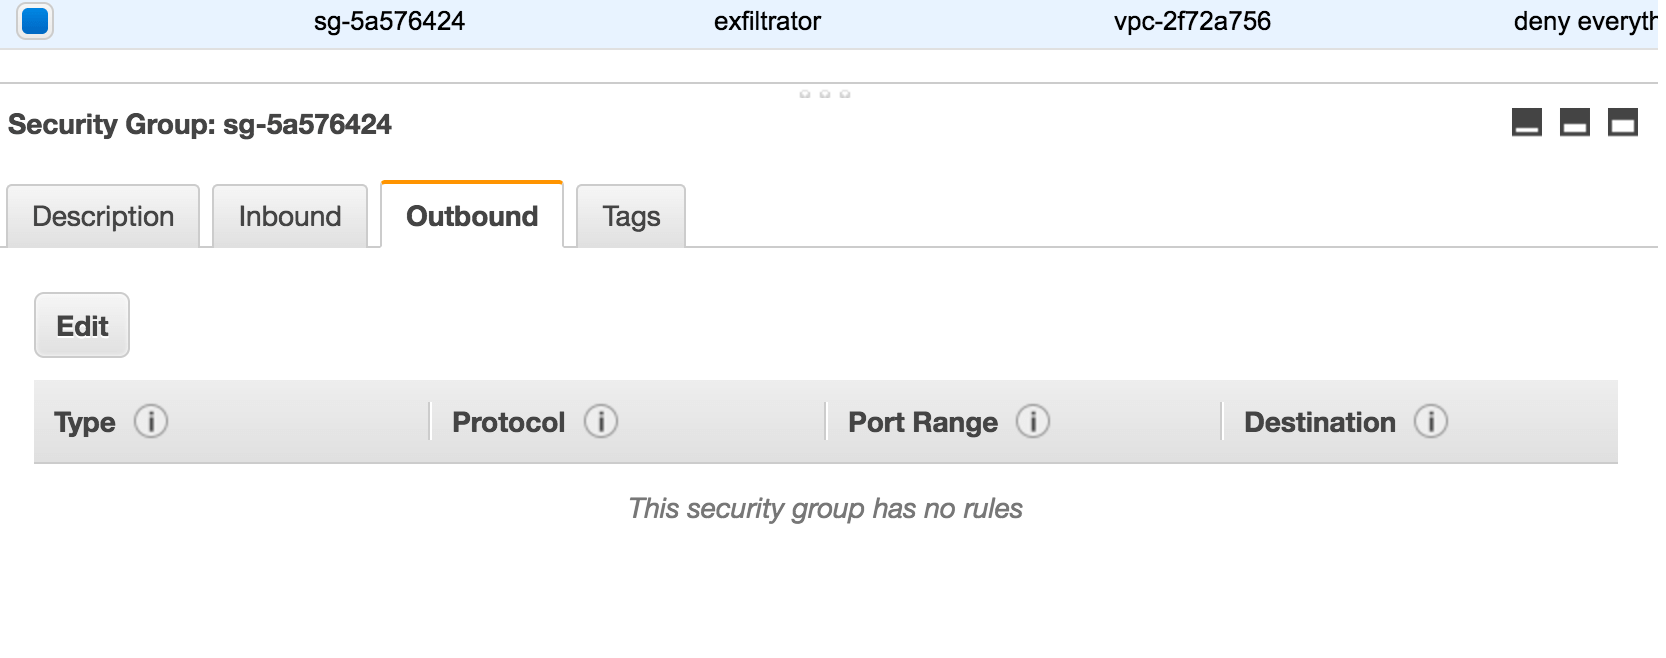 sg-5a576424 exfiltrator vpc-2f72a756 deny everyth
Security Group: sg-5a576424
Description Inbound Outbound Tags
Edit
Type Protocol Port Range Destination
This security group has no rules